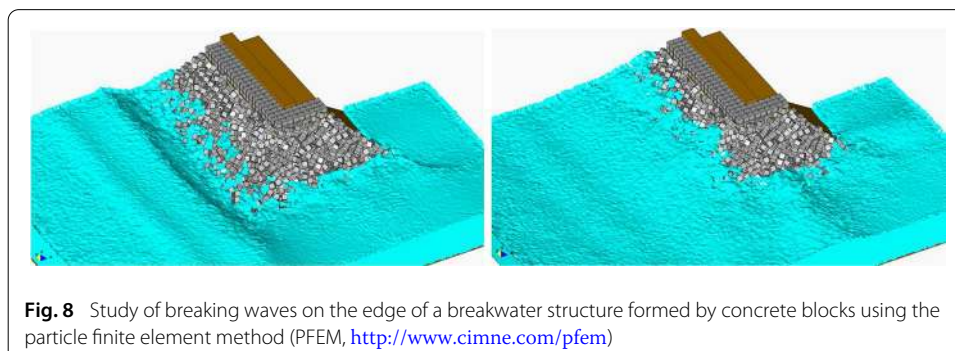 Fig. 8 Study of breaking waves on the edge of a breakwater structure formed by concrete blocks using the
particle finite element method (PFEM, http://www.cimne.com/pfem)